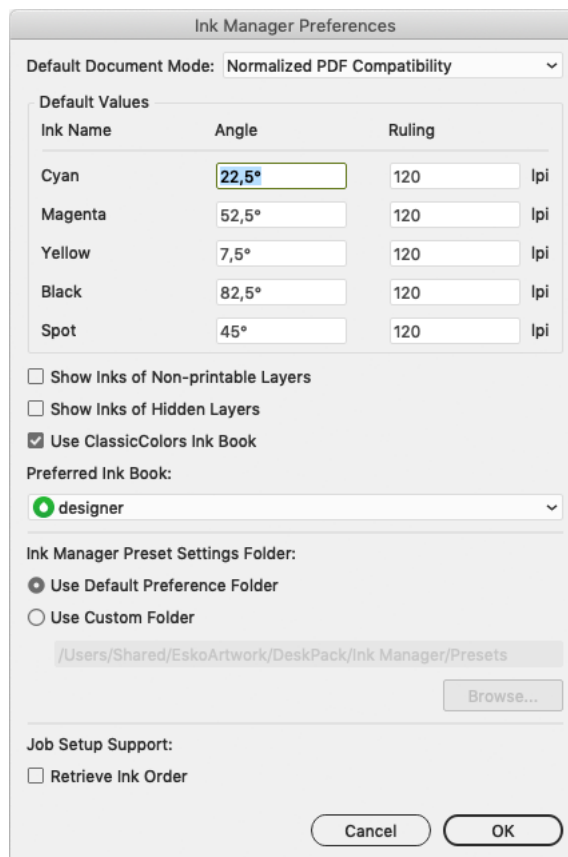 Ink Manager Preferences
Default Document Mode: Normalized PDF Compatibility
Default Values
Ink Name Angle Ruling
Cyan 22,5° 120 lpi
Magenta 52,5° 120 lpi
Yellow 7,5° 120 lpi
Black 82,5° 120 lpi
Spot 45° 120 lpi
Show Inks of Non-printable Layers
Show Inks of Hidden Layers
Use ClassicColors Ink Book
Preferred Ink Book:
designer
Ink Manager Preset Settings Folder:
Use Default Preference Folder
Use Custom Folder
/Users/Shared/EskoArtwork/DeskPack/Ink Manager/Presets
Browse...
Job Setup Support:
Retrieve Ink Order
Cancel OK